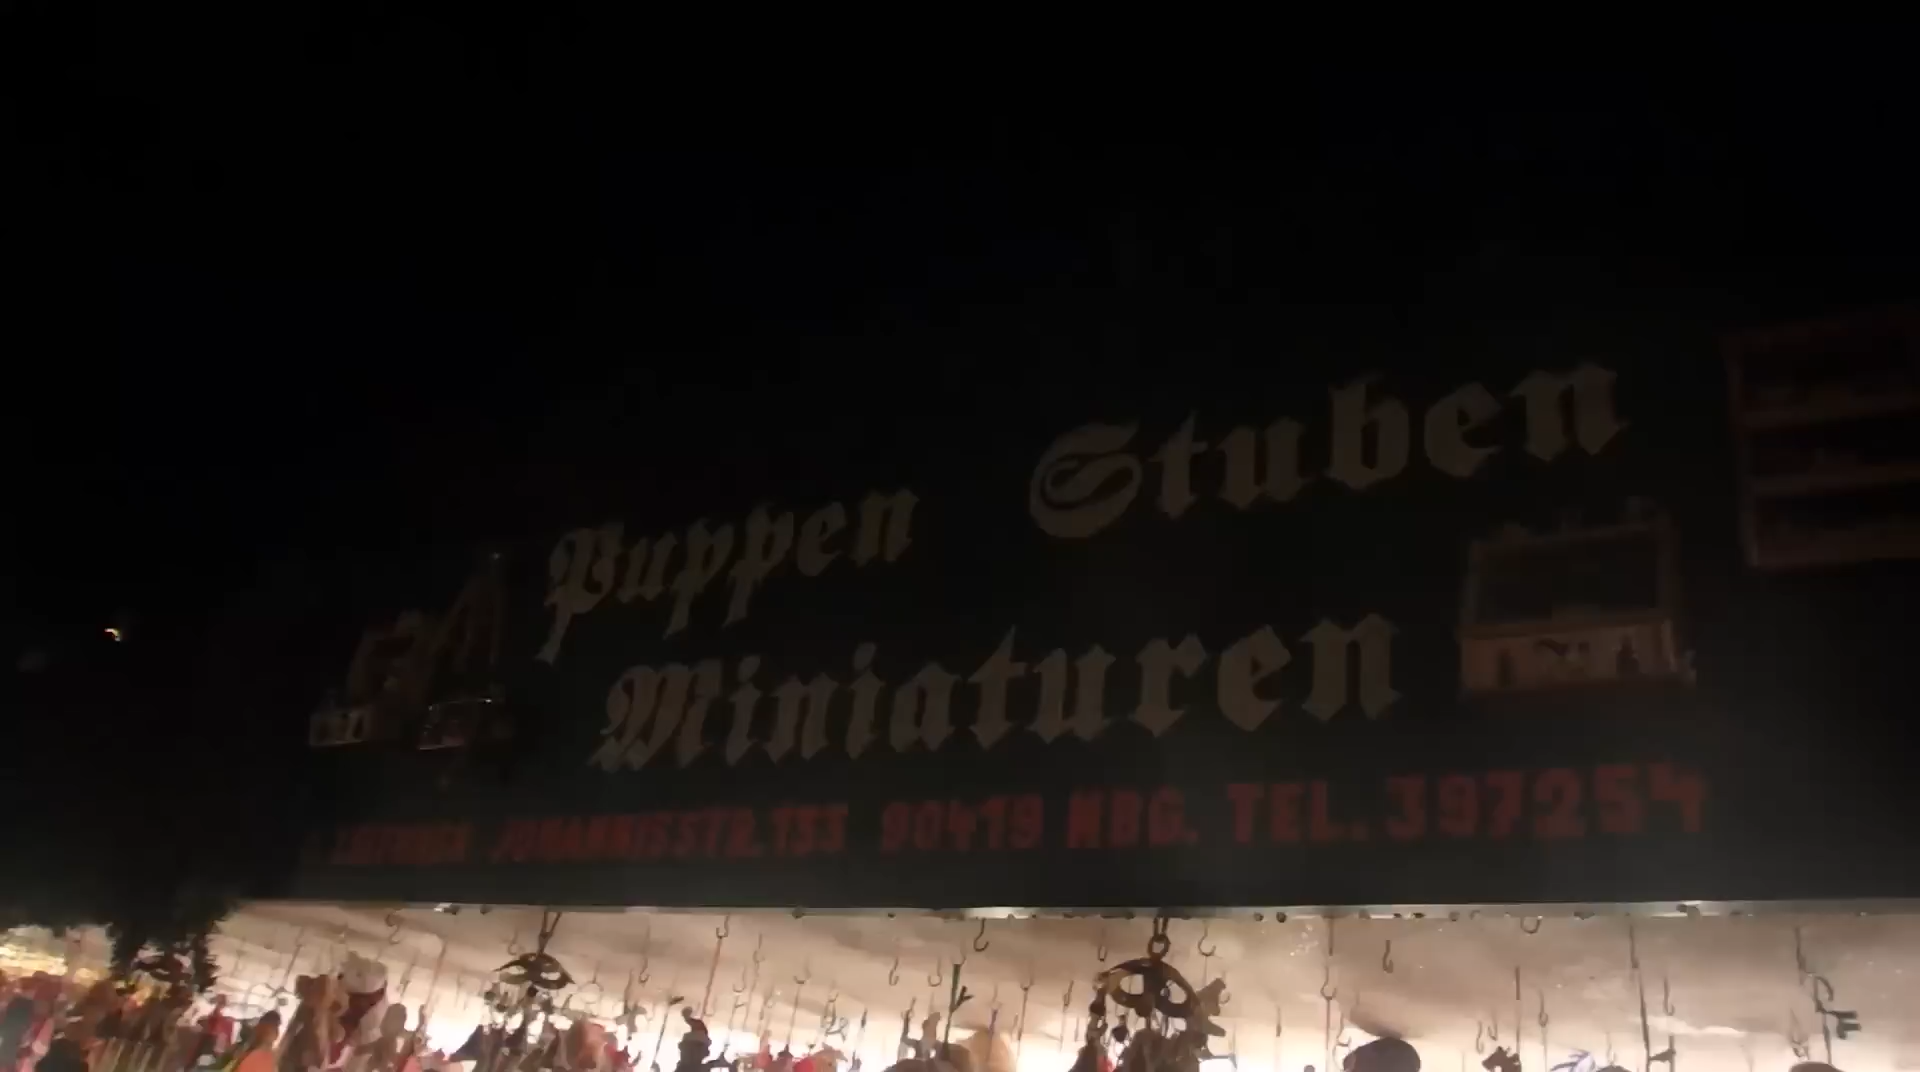 Puppen Stuben
Miniaturen
JOHANNISSTR. 133 90419 NBG. TEL. 397254